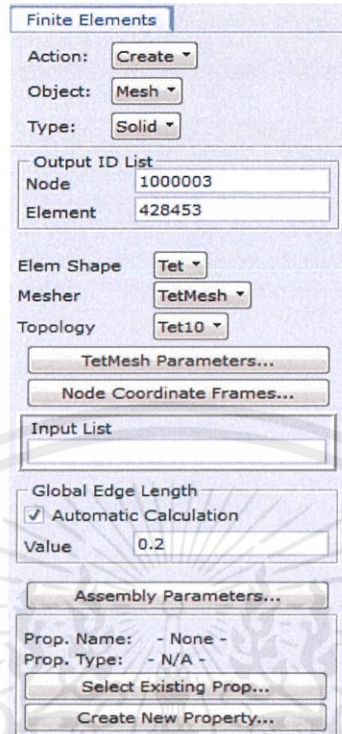 Finite Elements
Action: Create
Object: Mesh
Type: Solid
Output ID List
Node 1000003
Element 428453
Elem Shape Tet
Mesher TetMesh
Topology Tet10
TetMesh Parameters...
Node Coordinate Frames...
Input List
Global Edge Length
Automatic Calculation
Value 0.2
Assembly Parameters...
Prop. Name: - None -
Prop. Type: - N/A -
Select Existing Prop...
Create New Property...